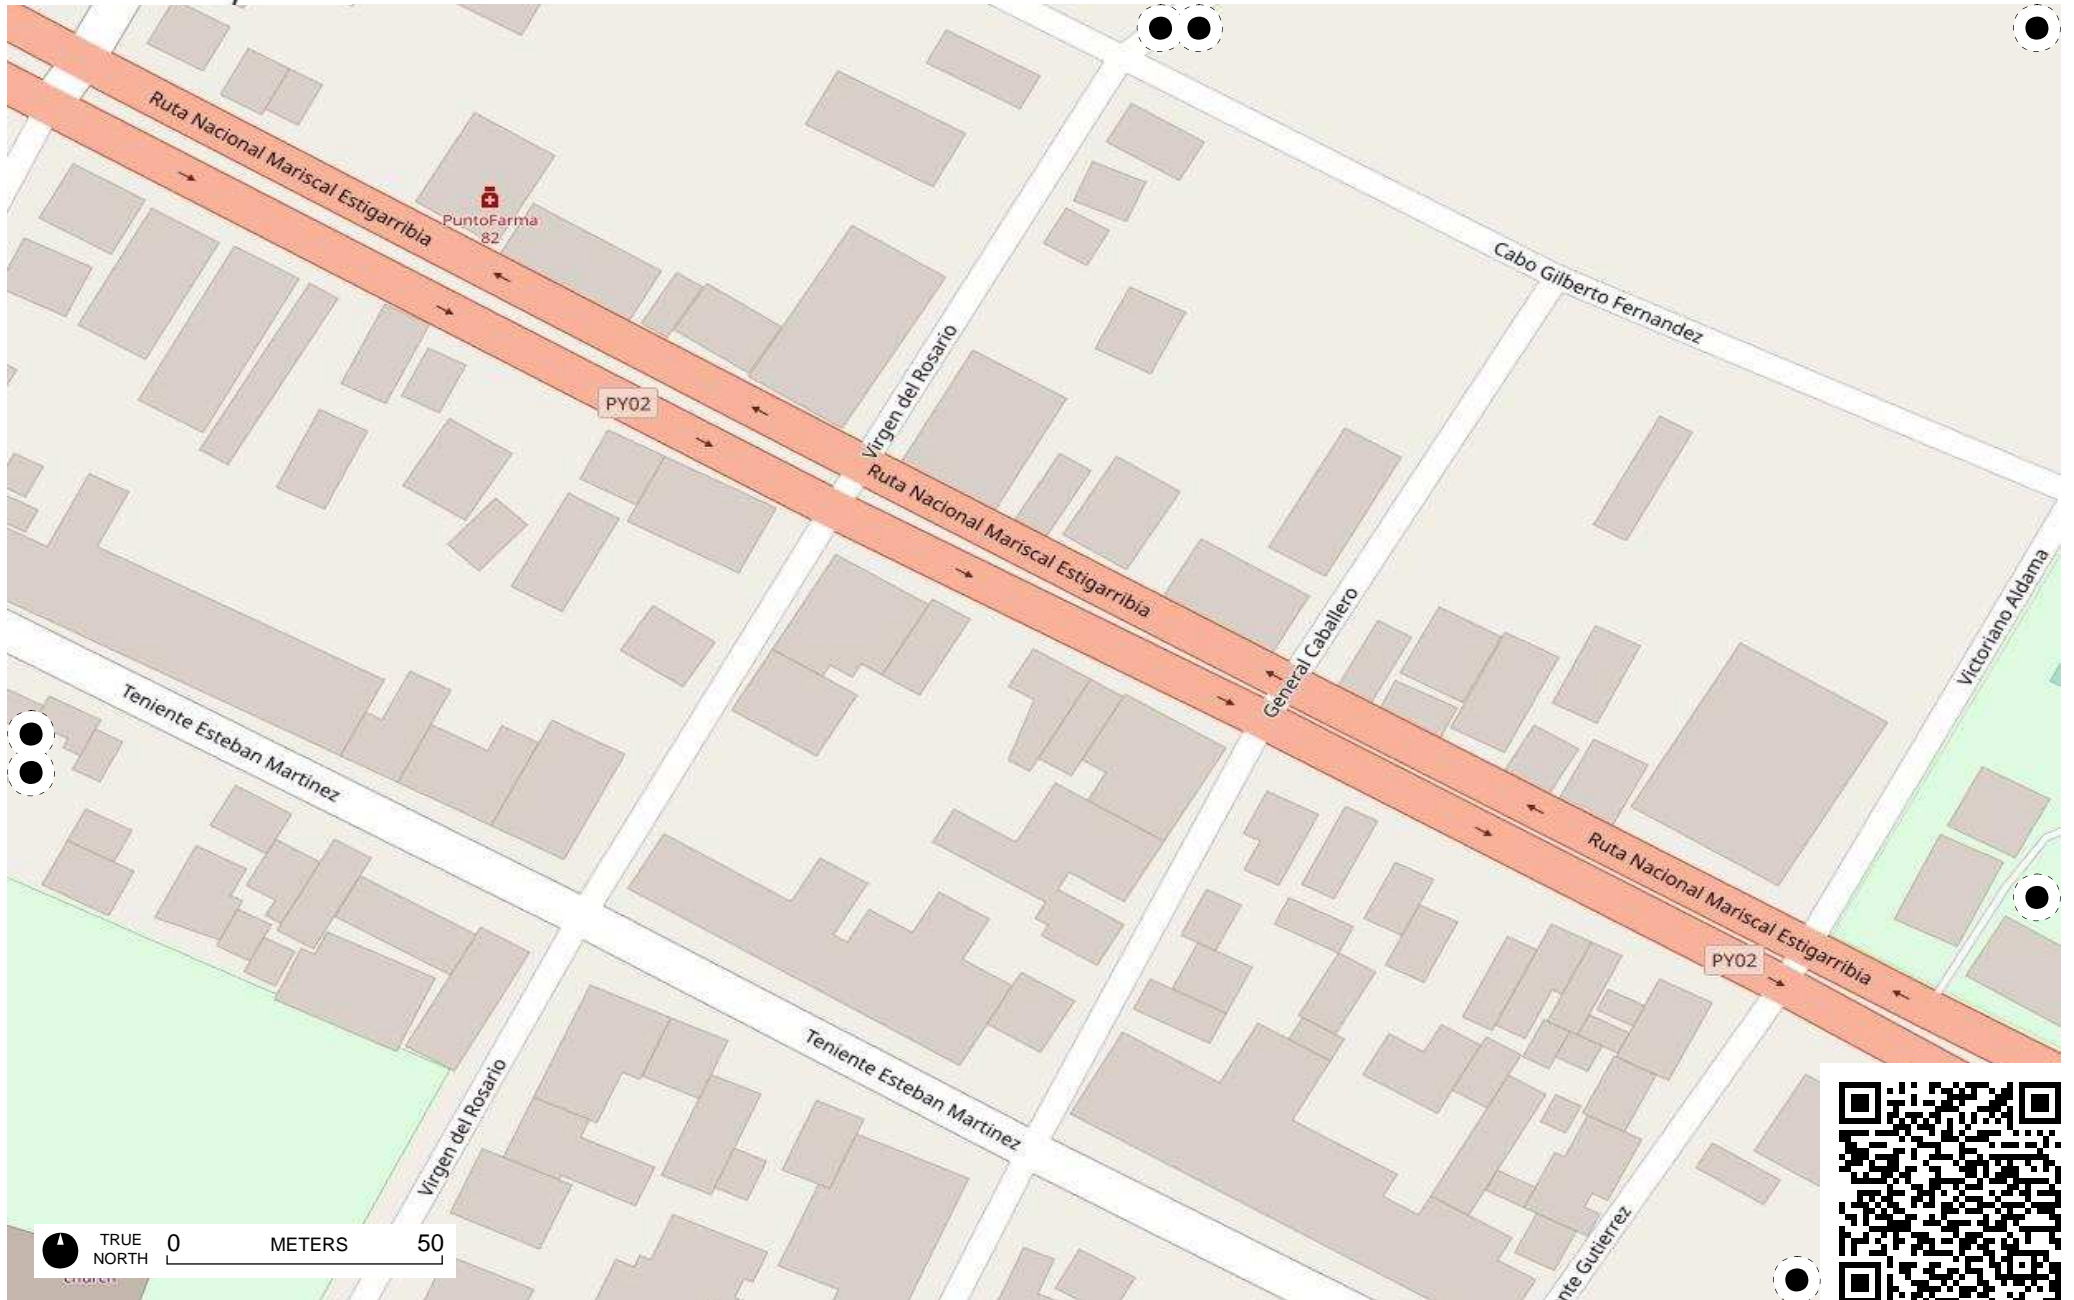 Ruta Nacional Mariscal Estigarribia
PuntoFarma
82
Cabo Gilberto Fernandez
Virgen del Rosario
PY02
Ruta Nacional Mariscal Estigarribia
Victoriano Aldama
General Caballero
Teniente Esteban Martinez
Ruta Nacional Mariscal Estigarribia
PY02
Teniente Esteban Martinez
Virgen del Rosario
nte Gutierrez
TRUE
NORTH
0 METERS 50
church